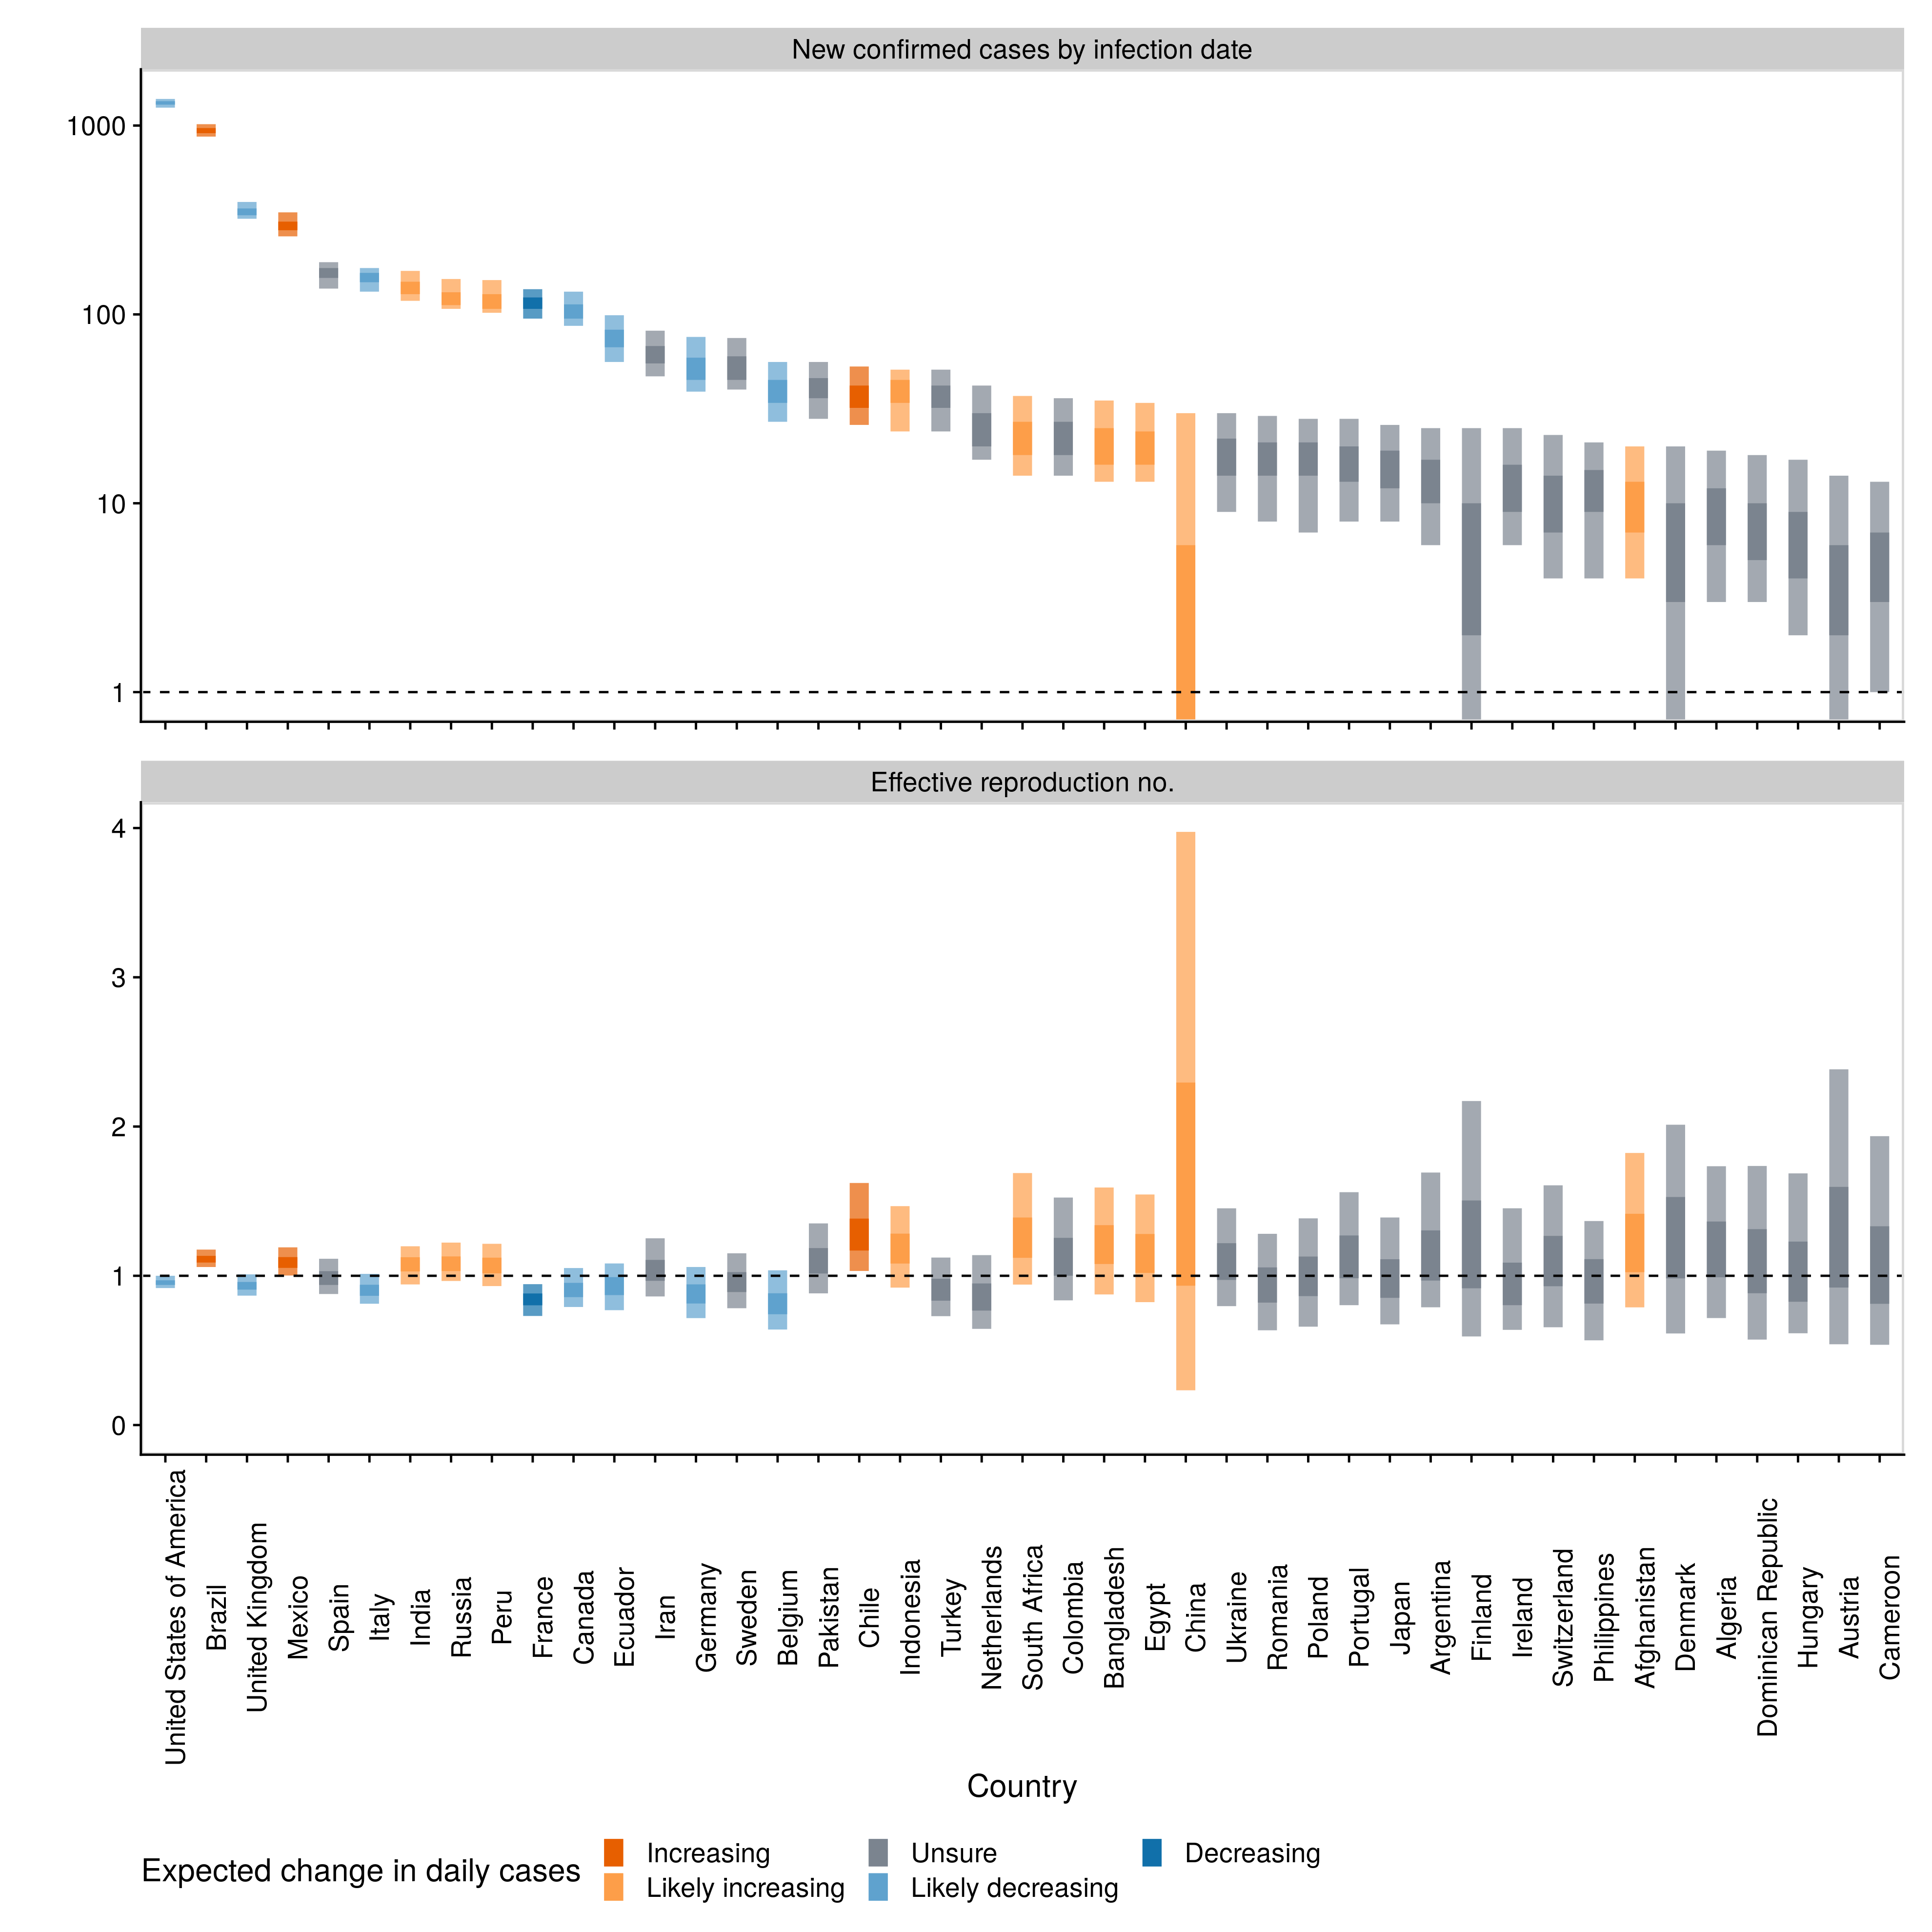 New confirmed cases by infection date
1000
100
10
1
Effective reproduction no.
4
3
2
1
0
United States of America
Brazil
United Kingdom
Mexico
Spain
Italy
India
Russia
Peru
France
Canada
Ecuador
Iran
Germany
Sweden
Belgium
Pakistan
Chile
Indonesia
Turkey
Netherlands
South Africa
Colombia
Bangladesh
Egypt
China
Ukraine
Romania
Poland
Portugal
Japan
Argentina
Finland
Ireland
Switzerland
Philippines
Afghanistan
Denmark
Algeria
Dominican Republic
Hungary
Austria
Cameroon
Country
Expected change in daily cases
Increasing
Likely increasing
Unsure
Likely decreasing
Decreasing